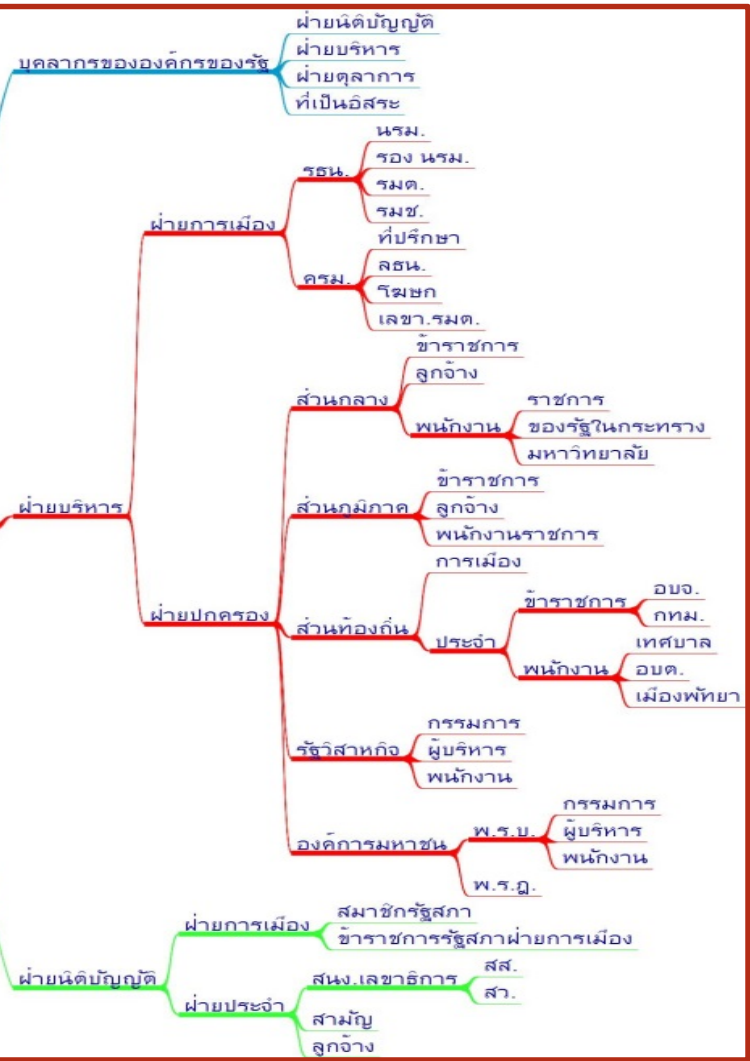 บุคลากรขององค์กรของรัฐ
ฝ่ายนิติบัญญัติ
ฝ่ายบริหาร
ฝ่ายตุลาการ
ที่เป็นอิสระ
ฝ่ายบริหาร
ฝ่ายการเมือง
รธน.
นรม.
รอง นรม.
รมต.
รมช.
ครม.
ที่ปรึกษา
ลธน.
โฆษก
เลขา.รมต.
ฝ่ายปกครอง
ส่วนกลาง
ข้าราชการ
ลูกจ้าง
พนักงาน
ราชการ
ของรัฐในกระทรวง
มหาวิทยาลัย
ส่วนภูมิภาค
ข้าราชการ
ลูกจ้าง
พนักงานราชการ
ส่วนท้องถิ่น
การเมือง
ประจำ
ข้าราชการ
อบจ.
กทม.
พนักงาน
เทศบาล
อบต.
เมืองพัทยา
รัฐวิสาหกิจ
กรรมการ
ผู้บริหาร
พนักงาน
องค์การมหาชน
พ.ร.บ.
กรรมการ
ผู้บริหาร
พนักงาน
พ.ร.ฎ.
ฝ่ายนิติบัญญัติ
ฝ่ายการเมือง
สมาชิกรัฐสภา
ข้าราชการรัฐสภาฝ่ายการเมือง
ฝ่ายประจำ
สนง.เลขาธิการ
สส.
สว.
สามัญ
ลูกจ้าง